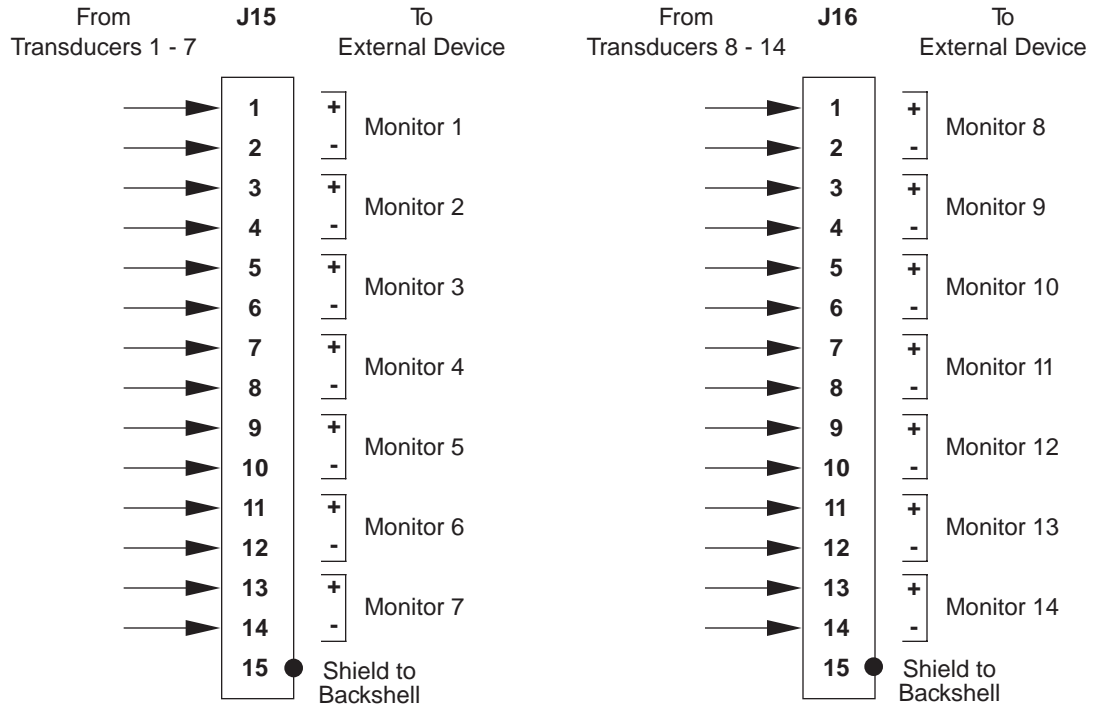 From J15 To
Transducers 1 - 7 External Device
1 +
Monitor 1
2 -
3 +
Monitor 2
4 -
5 +
Monitor 3
6 -
7 +
Monitor 4
8 -
9 +
Monitor 5
10 -
11 +
Monitor 6
12 -
13 +
Monitor 7
14 -
15 Shield to
Backshell
From J16 To
Transducers 8 - 14 External Device
1 +
Monitor 8
2 -
3 +
Monitor 9
4 -
5 +
Monitor 10
6 -
7 +
Monitor 11
8 -
9 +
Monitor 12
10 -
11 +
Monitor 13
12 -
13 +
Monitor 14
14 -
15 Shield to
Backshell